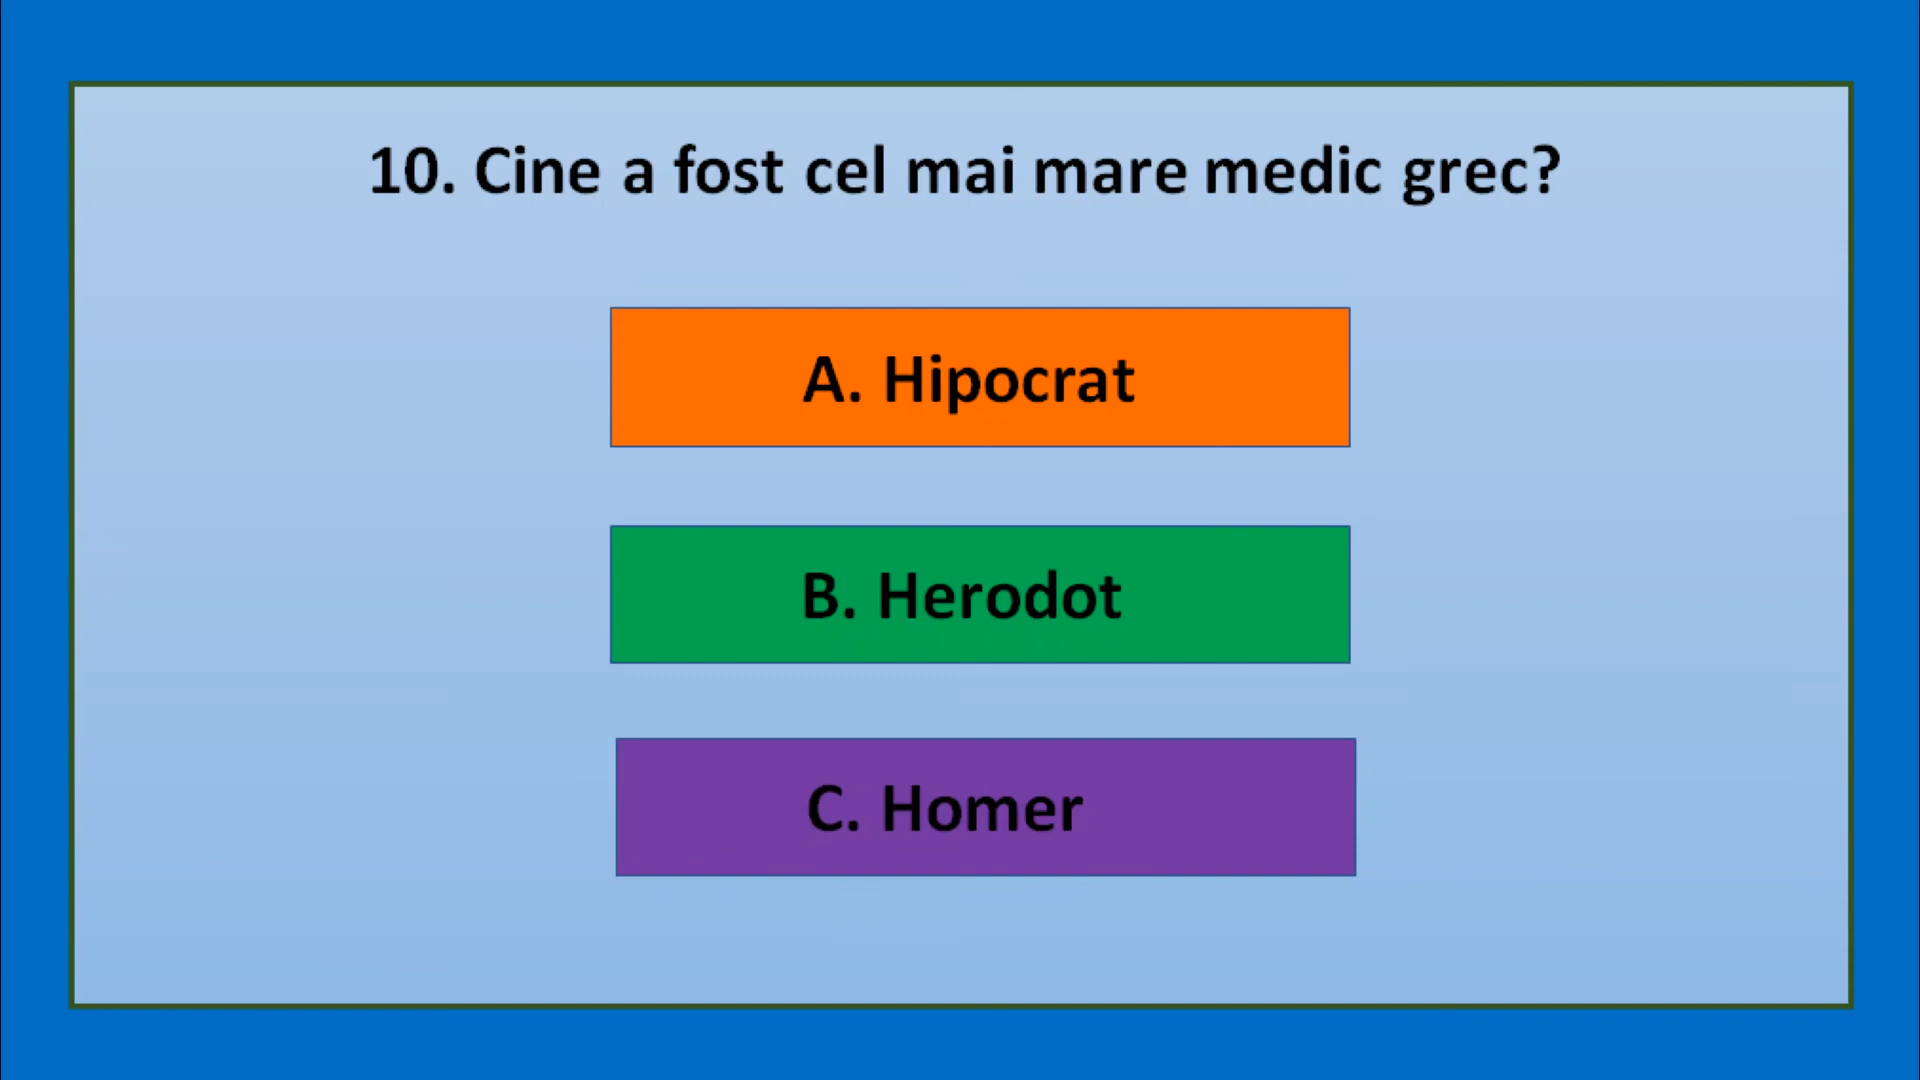 10. Cine a fost cel mai mare medic grec?
A. Hipocrat
B. Herodot
C. Homer